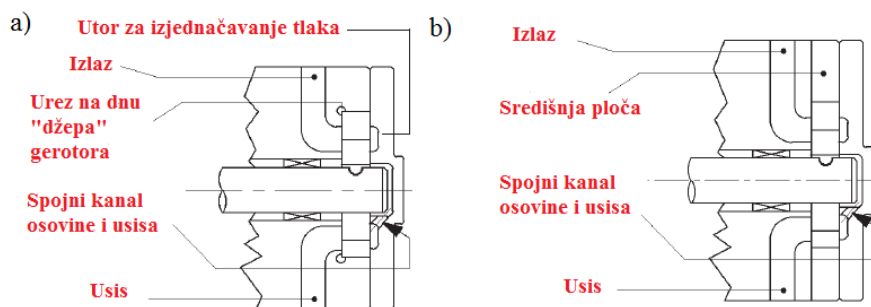 a)
Utor za izjednačavanje tlaka
Izlaz
Urez na dnu
"džepa"
gerotora
Spojni kanal
osovine i usisa
Usis
b)
Izlaz
Središnja ploča
Spojni kanal
osovine i usisa
Usis